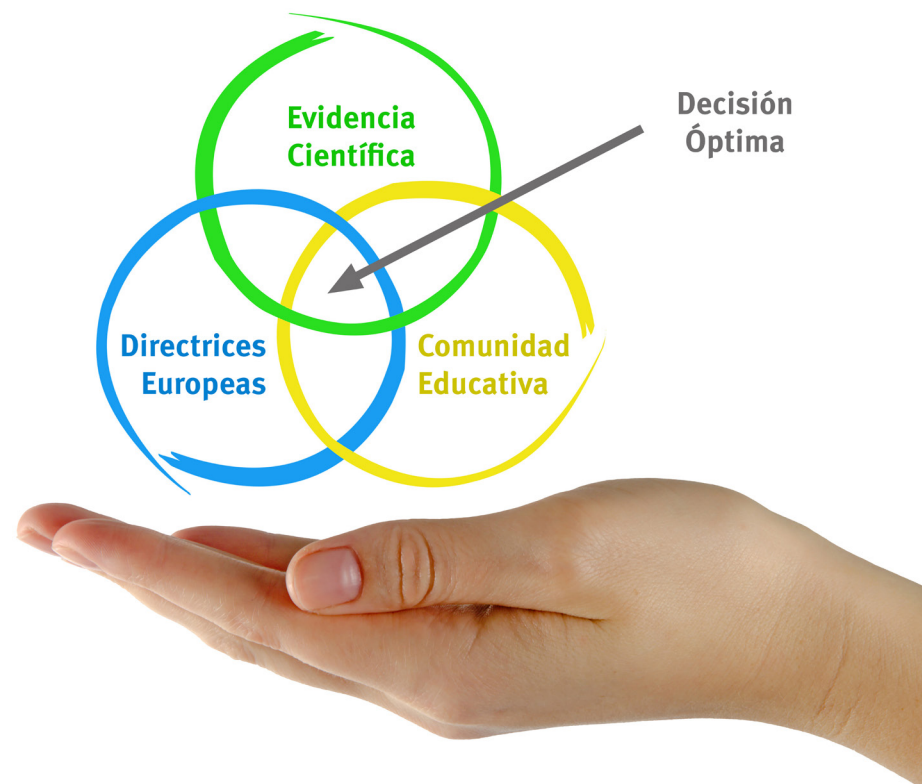 Evidencia
Científica
Decisión
Óptima
Directrices
Europeas
Comunidad
Educativa